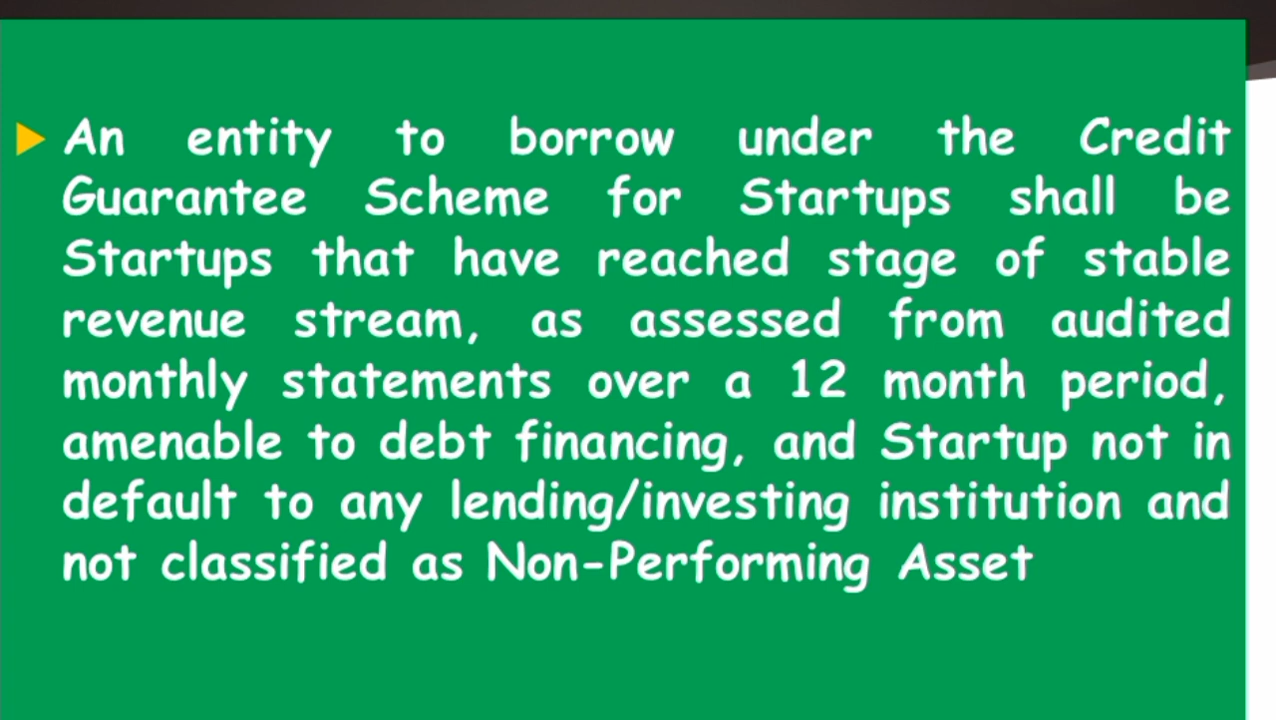 An entity to borrow under the Credit
Guarantee Scheme for Startups shall be
Startups that have reached stage of stable
revenue stream, as assessed from audited
monthly statements over a 12 month period,
amenable to debt financing, and Startup not in
default to any lending/investing institution and
not classified as Non-Performing Asset